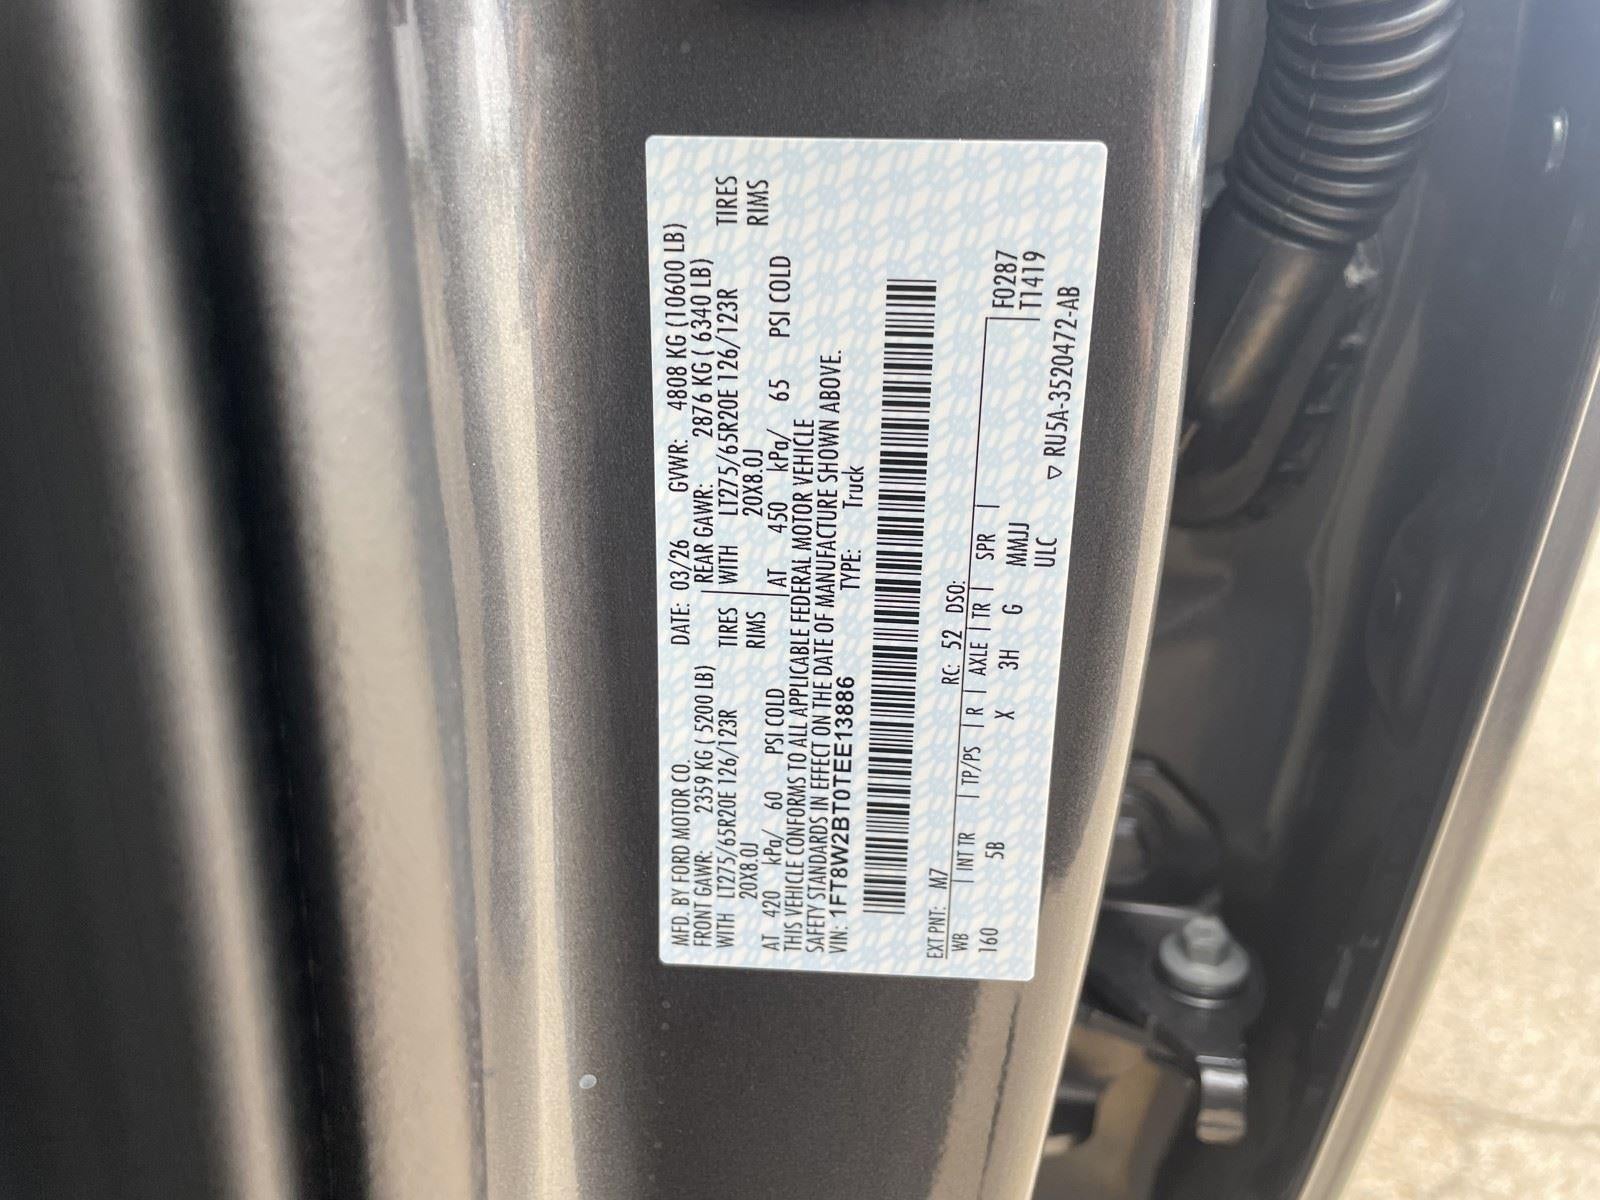 MFD. BY FORD MOTOR CO. DATE: 03/26 GVWR: 4808 KG (10600 LB)
FRONT GAWR: 2359 KG ( 5200 LB) REAR GAWR: 2876 KG ( 6340 LB)
WITH LT275/65R20E 126/123R TIRES WITH LT275/65R20E 126/123R TIRES
20X8.0J RIMS 20X8.0J RIMS
AT 420 kPa/ 60 PSI COLD AT 450 kPa/ 65 PSI COLD
THIS VEHICLE CONFORMS TO ALL APPLICABLE FEDERAL MOTOR VEHICLE
SAFETY STANDARDS IN EFFECT ON THE DATE OF MANUFACTURE SHOWN ABOVE.
VIN: 1FT8W2BT0TEE13886 TYPE: Truck
EXT PNT: M7 RC: 52 DSO:
WB | INT TR | TP/PS | R | AXLE | TR | SPR | F0287
160 5B X 3H G MMJJ T1419
ULC ▽ RU5A-3520472-AB